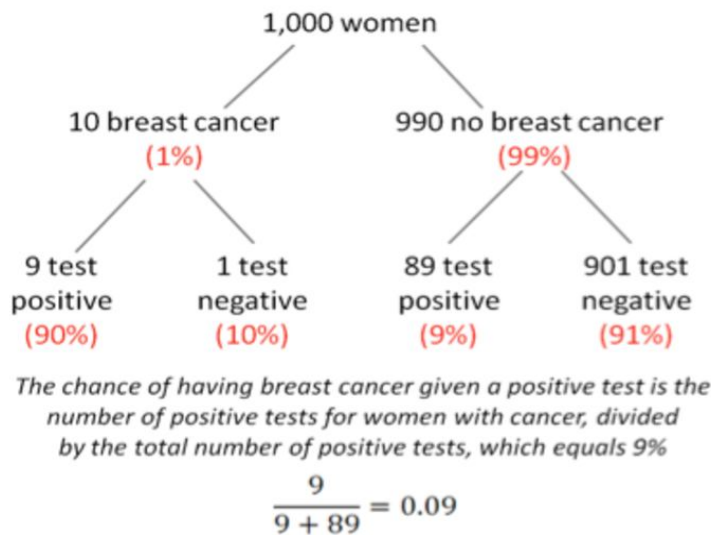 1,000 women
10 breast cancer
(1%)
990 no breast cancer
(99%)
9 test
positive
(90%)
1 test
negative
(10%)
89 test
positive
(9%)
901 test
negative
(91%)
The chance of having breast cancer given a positive test is the
number of positive tests for women with cancer, divided
by the total number of positive tests, which equals 9%
9
9 + 89
= 0.09